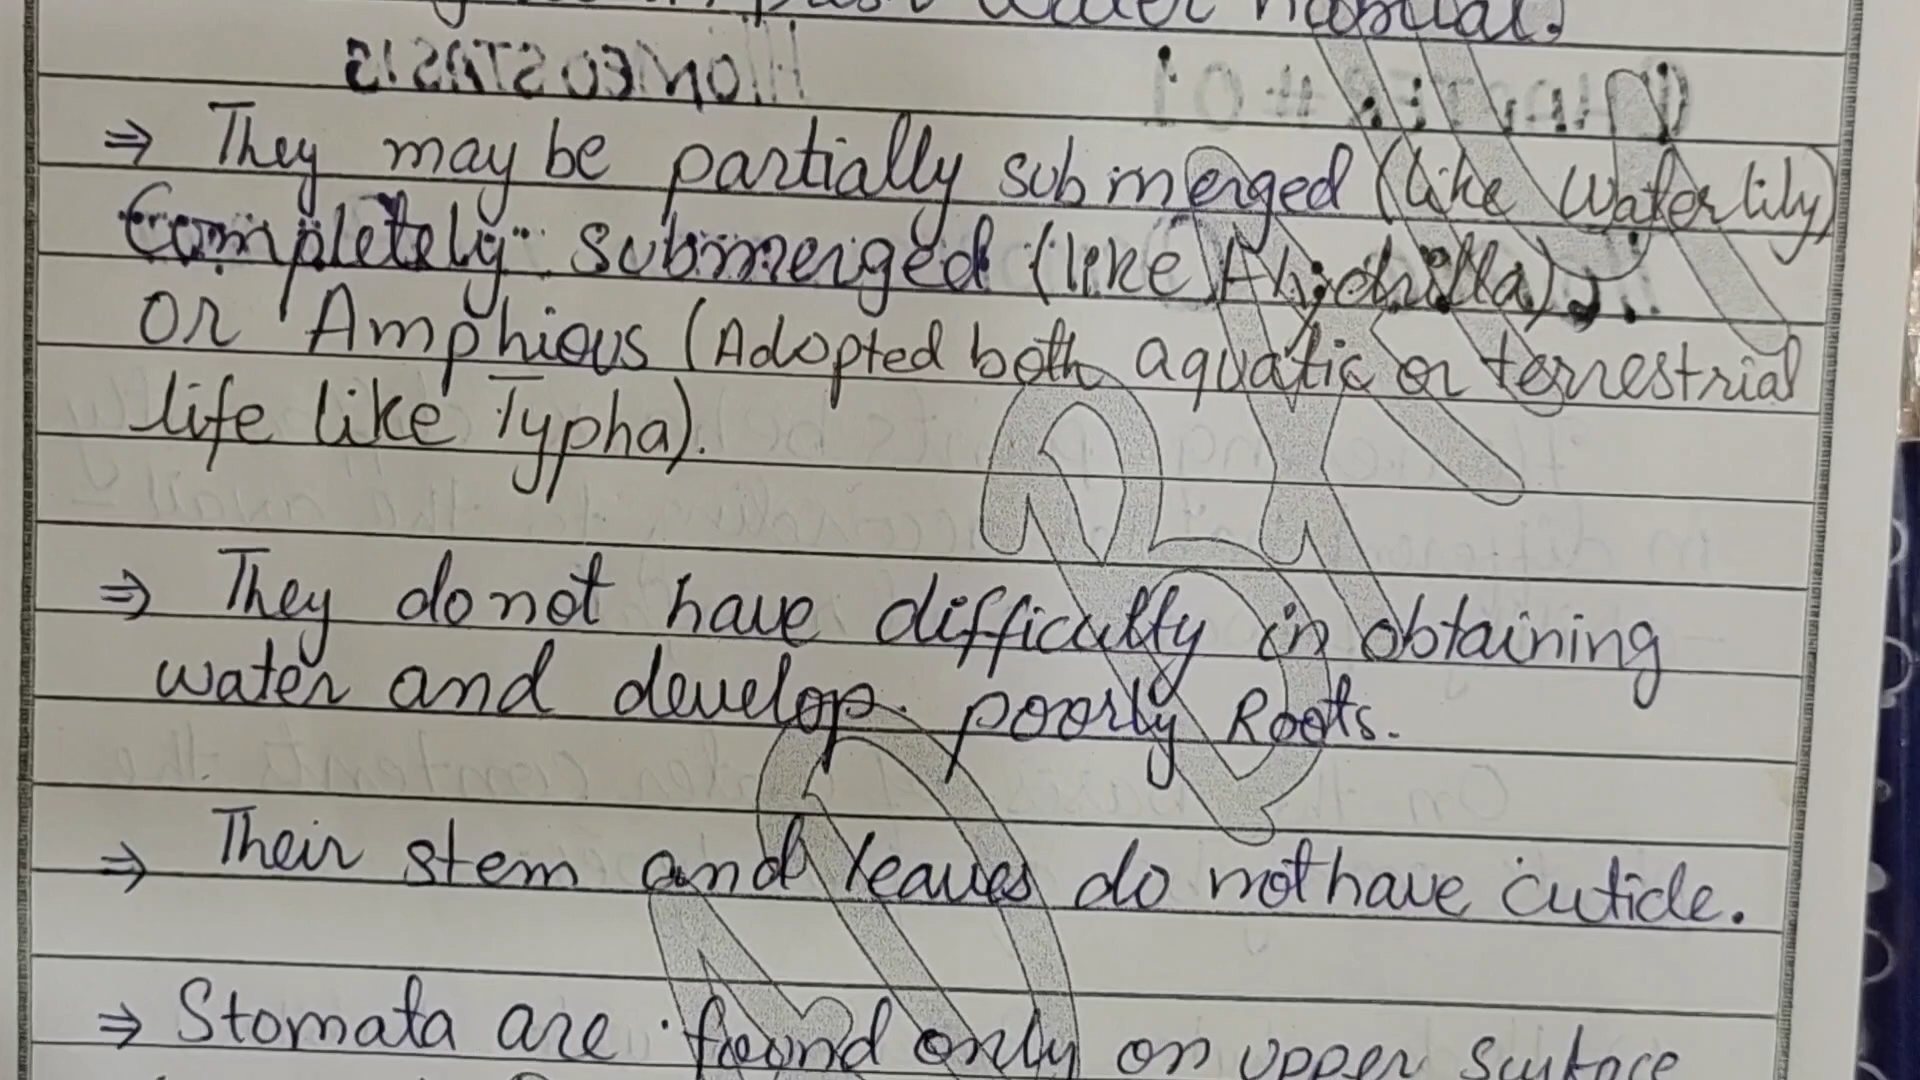 water habitat.
⇒ They may be partially submerged (like Water lily)
Completely submerged (like Hydrilla),
or Amphious (Adopted both aquatic or terrestrial
life like Typha).
⇒ They do not have difficulty in obtaining
water and develop poorly Roots.
⇒ Their stem and leaves do not have cuticle.
⇒ Stomata are found only on upper surface